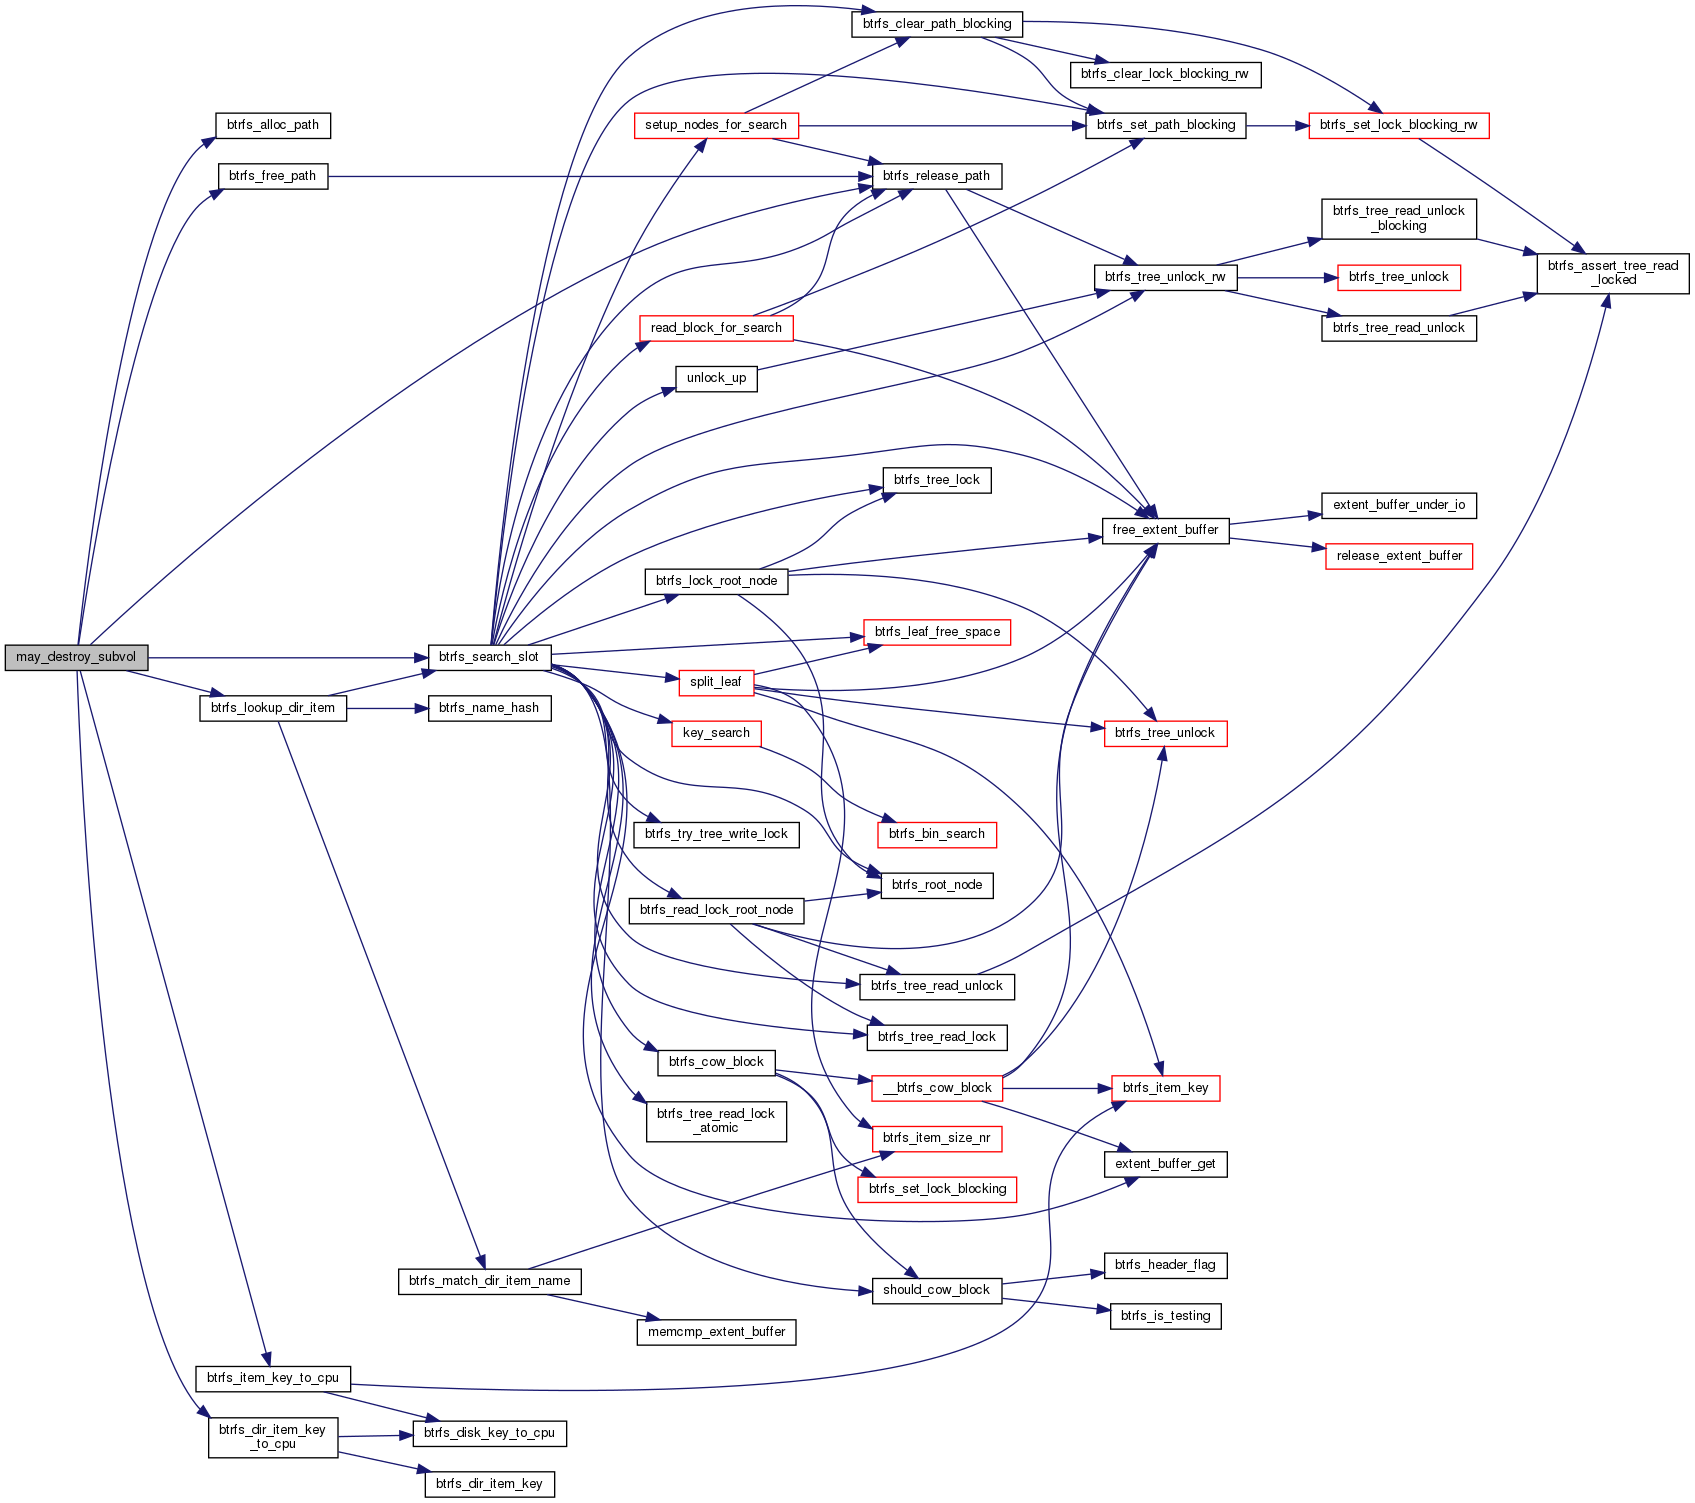 btrfs_clear_path_blocking
btrfs_clear_lock_blocking_rw
btrfs_alloc_path
setup_nodes_for_search
btrfs_set_path_blocking
btrfs_set_lock_blocking_rw
btrfs_free_path
btrfs_release_path
btrfs_tree_read_unlock
_blocking
btrfs_assert_tree_read
_locked
btrfs_tree_unlock_rw
btrfs_tree_unlock
read_block_for_search
btrfs_tree_read_unlock
unlock_up
btrfs_tree_lock
extent_buffer_under_io
free_extent_buffer
release_extent_buffer
btrfs_lock_root_node
btrfs_leaf_free_space
may_destroy_subvol
btrfs_search_slot
split_leaf
btrfs_lookup_dir_item
btrfs_name_hash
key_search
btrfs_tree_unlock
btrfs_try_tree_write_lock
btrfs_bin_search
btrfs_root_node
btrfs_read_lock_root_node
btrfs_tree_read_unlock
btrfs_tree_read_lock
btrfs_cow_block
__btrfs_cow_block
btrfs_item_key
btrfs_tree_read_lock
_atomic
btrfs_item_size_nr
extent_buffer_get
btrfs_set_lock_blocking
btrfs_header_flag
btrfs_match_dir_item_name
should_cow_block
btrfs_is_testing
memcmp_extent_buffer
btrfs_item_key_to_cpu
btrfs_dir_item_key
_to_cpu
btrfs_disk_key_to_cpu
btrfs_dir_item_key